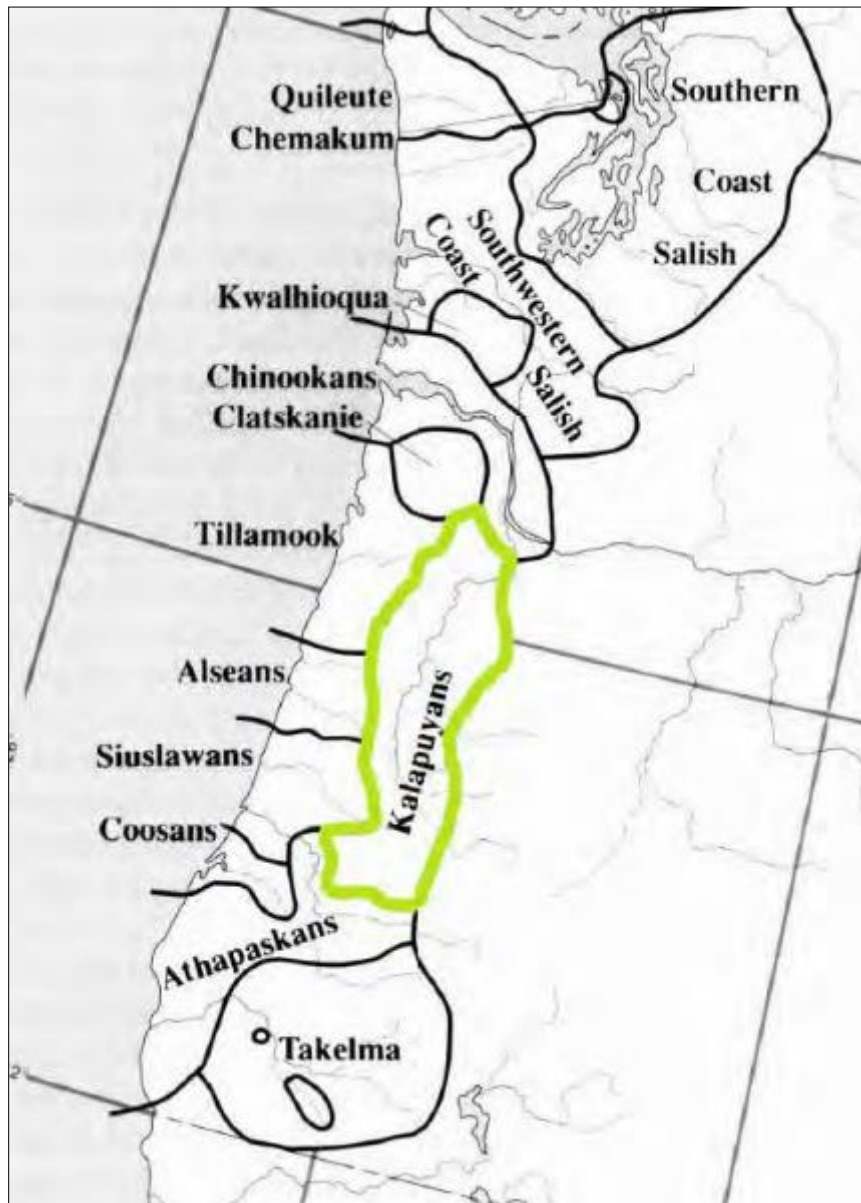 Quileute
Chemakum
Southern
Coast
Salish
Coast
Southwestern
Salish
Kwalhioqua
Chinookans
Clatskanie
Tillamook
Alseans
Siuslawans
Coosans
Kalapuyans
Athapaskans
Takelma